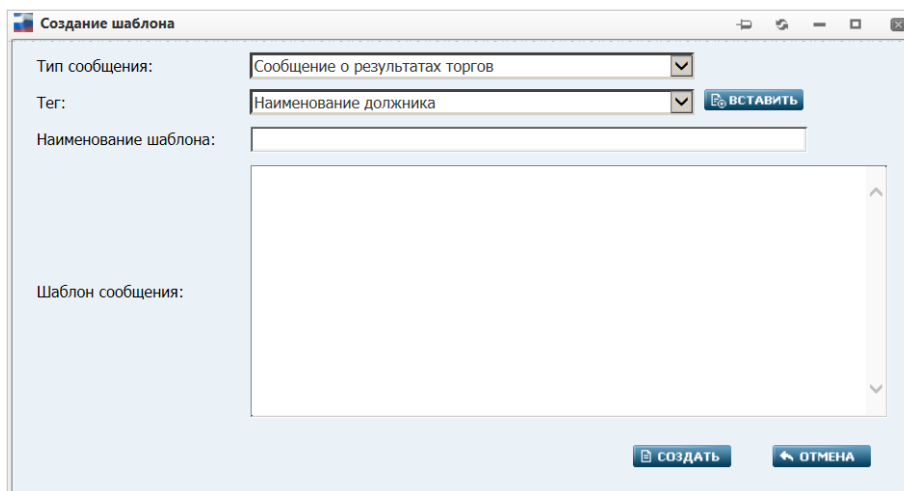 Создание шаблона
Тип сообщения: Сообщение о результатах торгов
Тег: Наименование должника ВСТАВИТЬ
Наименование шаблона:
Шаблон сообщения:
СОЗДАТЬ ОТМЕНА